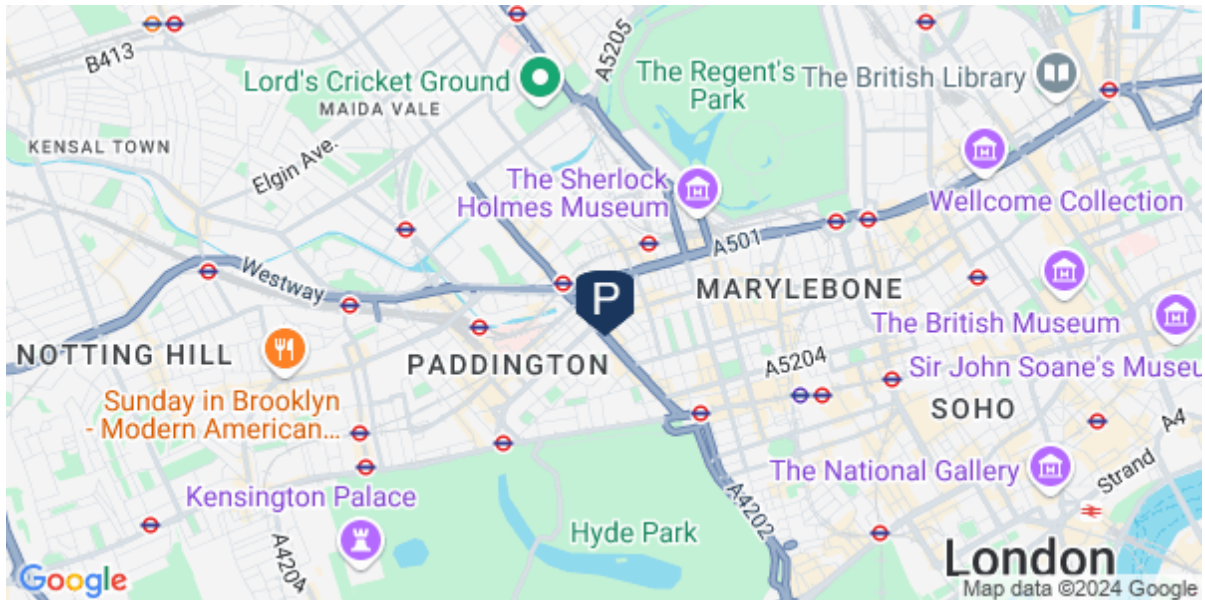 B413
A5205
Lord's Cricket Ground
MAIDA VALE
The Regent's
Park
The British Library
KENSAL TOWN
Elgin Ave.
The Sherlock
Holmes Museum
Wellcome Collection
A501
Westway
P
MARYLEBONE
The British Museum
NOTTING HILL
PADDINGTON
A5204
Sir John Soane's Museu
Sunday in Brooklyn
- Modern American...
SOHO
A4
The National Gallery
Strand
Kensington Palace
A4202
Hyde Park
A4204
London
Google
Map data ©2024 Google